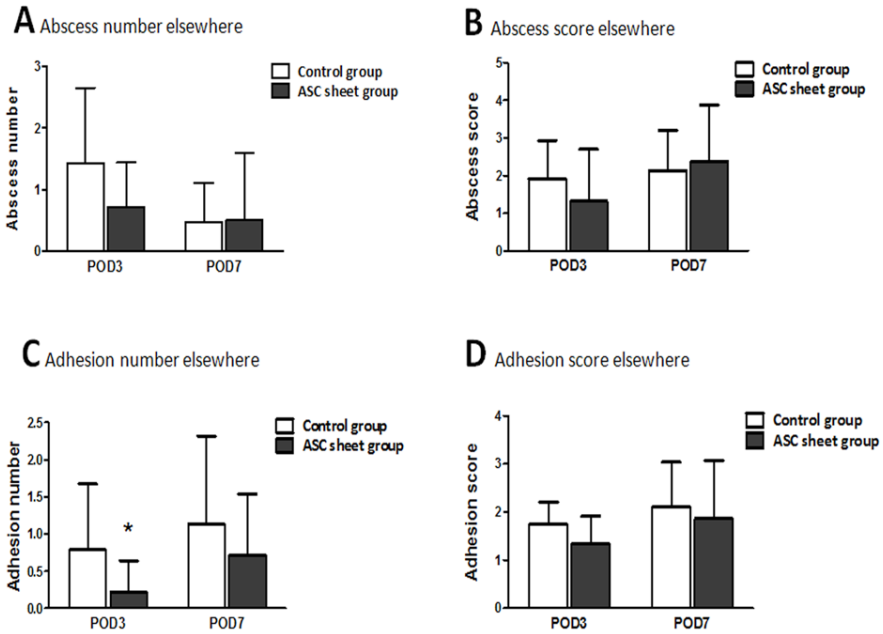 A Abscess number elsewhere
3
2
1
0
Abscess number
Control group
ASC sheet group
POD3 POD7
B Abscess score elsewhere
5
4
3
2
1
0
Abscess score
Control group
ASC sheet group
POD3 POD7
C Adhesion number elsewhere
2.5
2.0
1.5
1.0
0.5
0.0
Adhesion number
*
Control group
ASC sheet group
POD3 POD7
D Adhesion score elsewhere
4
3
2
1
0
Adhesion score
Control group
ASC sheet group
POD3 POD7